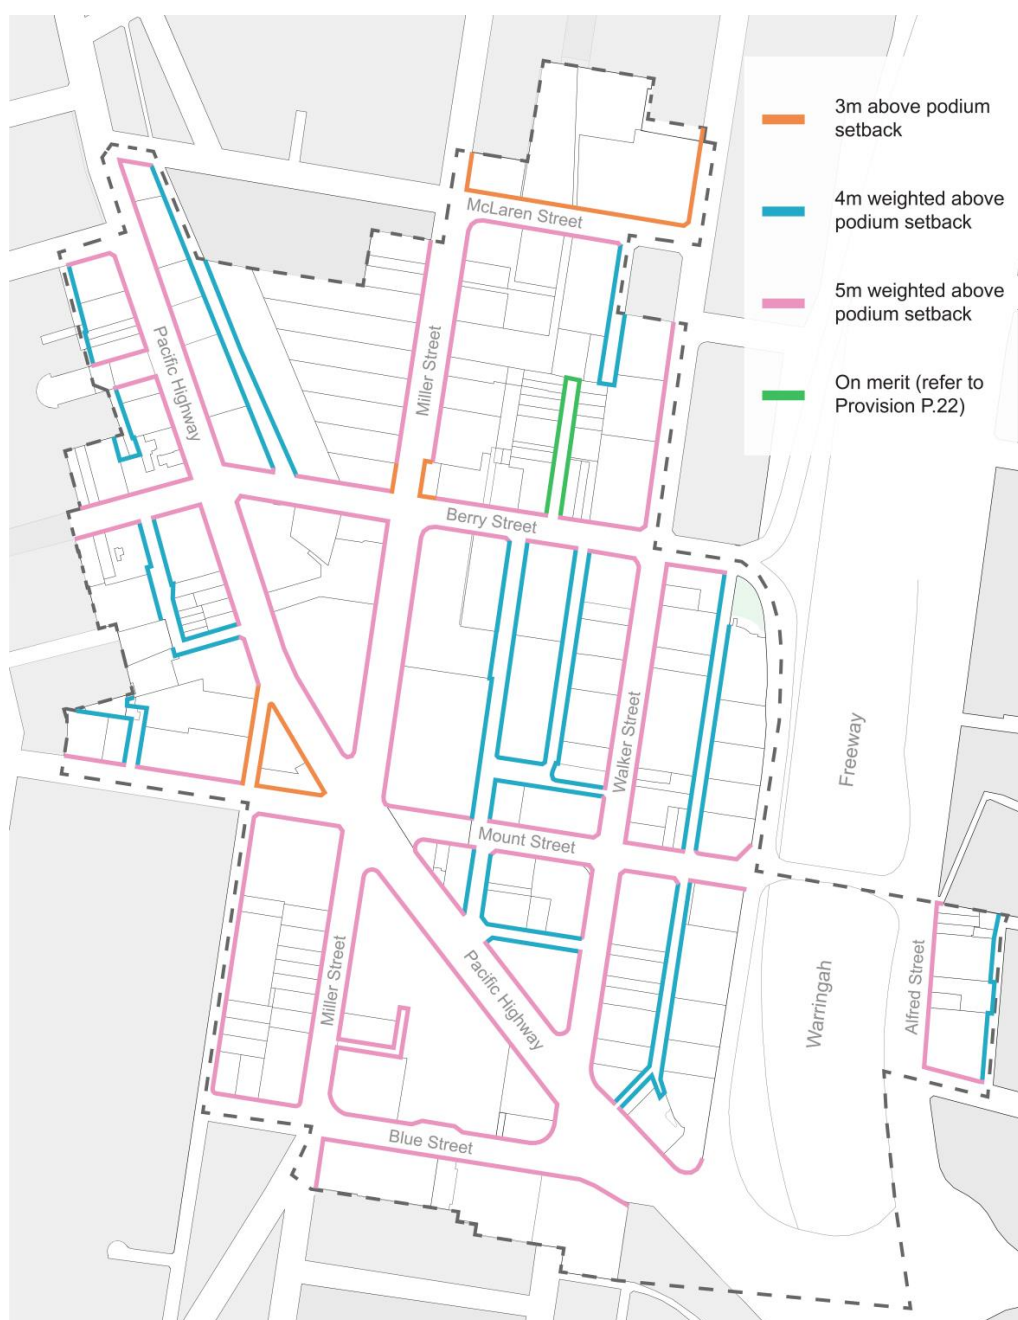 3m above podium
setback
4m weighted above
podium setback
5m weighted above
podium setback
On merit (refer to
Provision P.22)
McLaren Street
Pacific Highway
Miller Street
Berry Street
Walker Street
Freeway
Mount Street
Miller Street
Pacific Highway
Warringah
Alfred Street
Blue Street